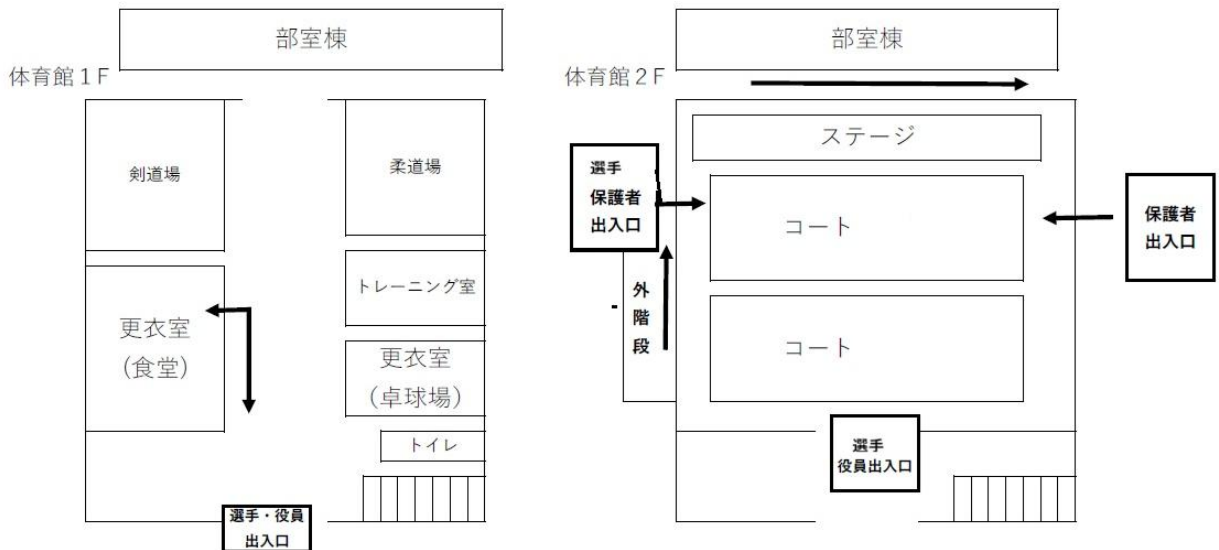 部室棟
体育館１F
剣道場
柔道場
トレーニング室
更衣室
(食堂)
更衣室
(卓球場)
トイレ
選手・役員
出入口
部室棟
体育館２F
ステージ
選手
保護者
出入口
コート
保護者
出入口
外
階
段
コート
選手
役員出入口